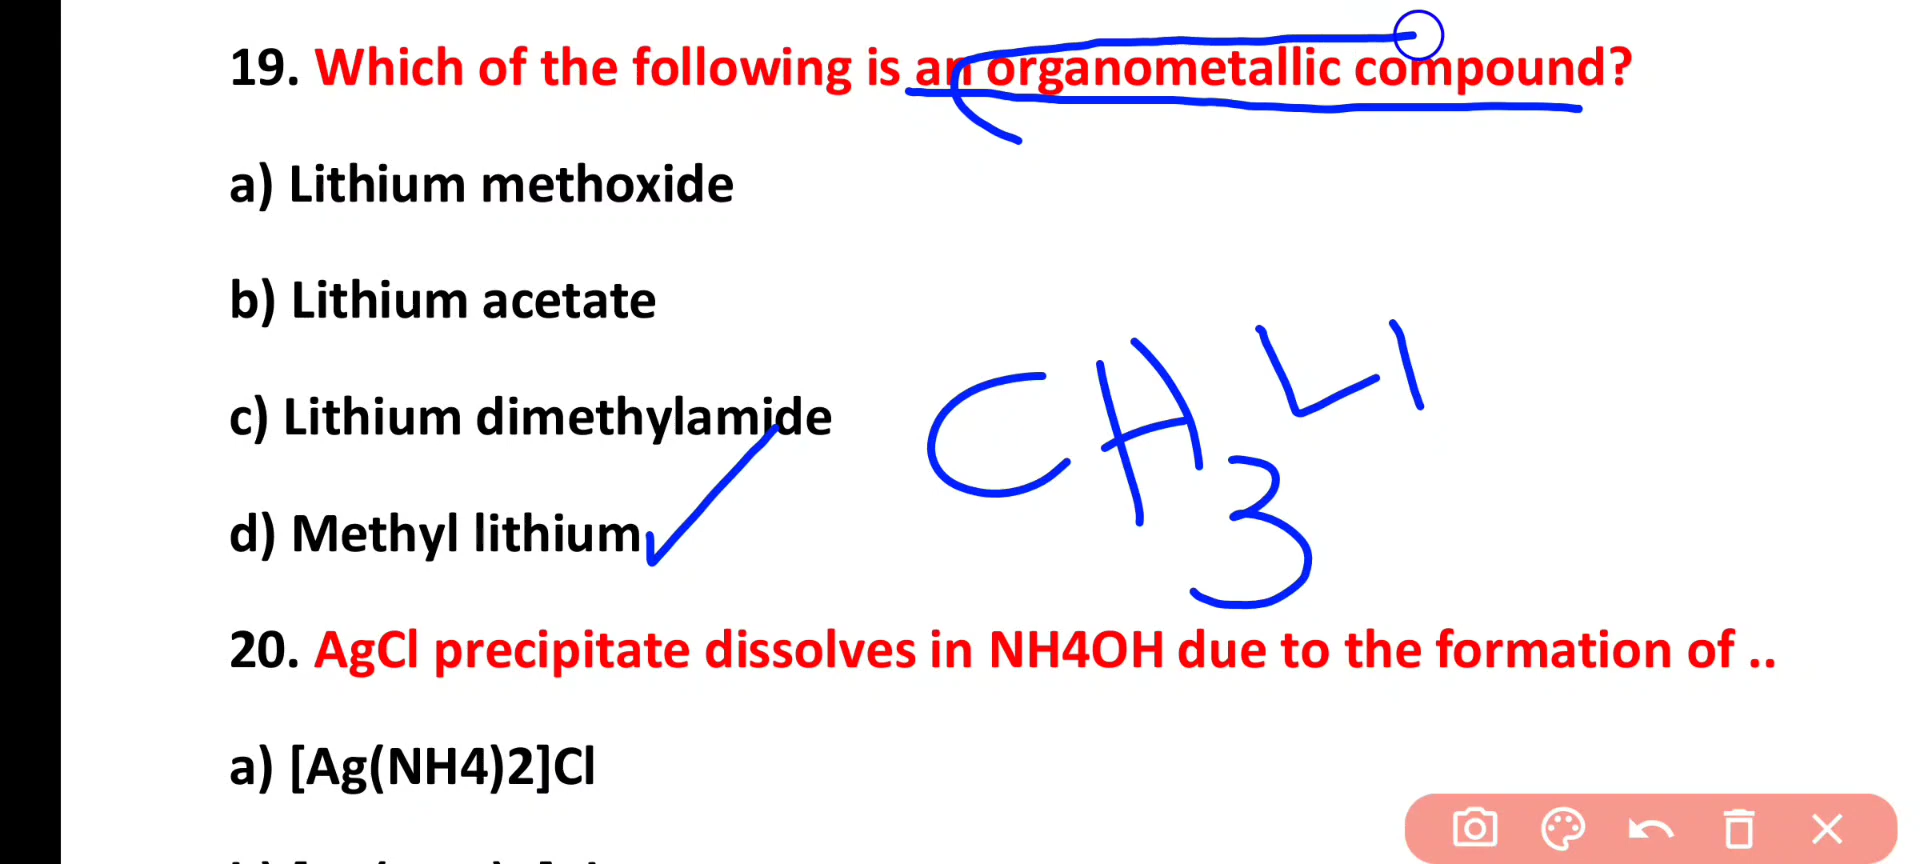 19. Which of the following is an organometallic compound?
a) Lithium methoxide
b) Lithium acetate
c) Lithium dimethylamide
d) Methyl lithium
CH3Li
20. AgCl precipitate dissolves in NH4OH due to the formation of ..
a) [Ag(NH4)2]Cl